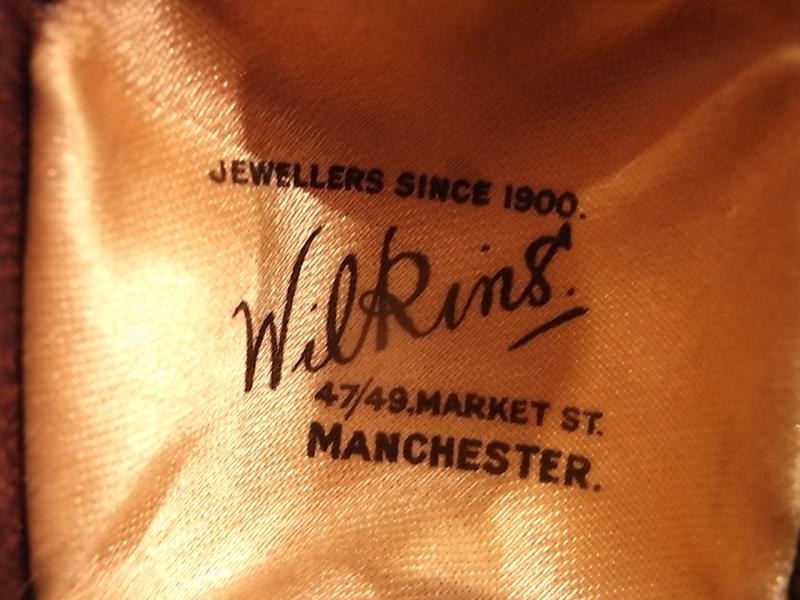 JEWELLERS SINCE 1900.
Wilkins.
47/49, MARKET ST.
MANCHESTER.